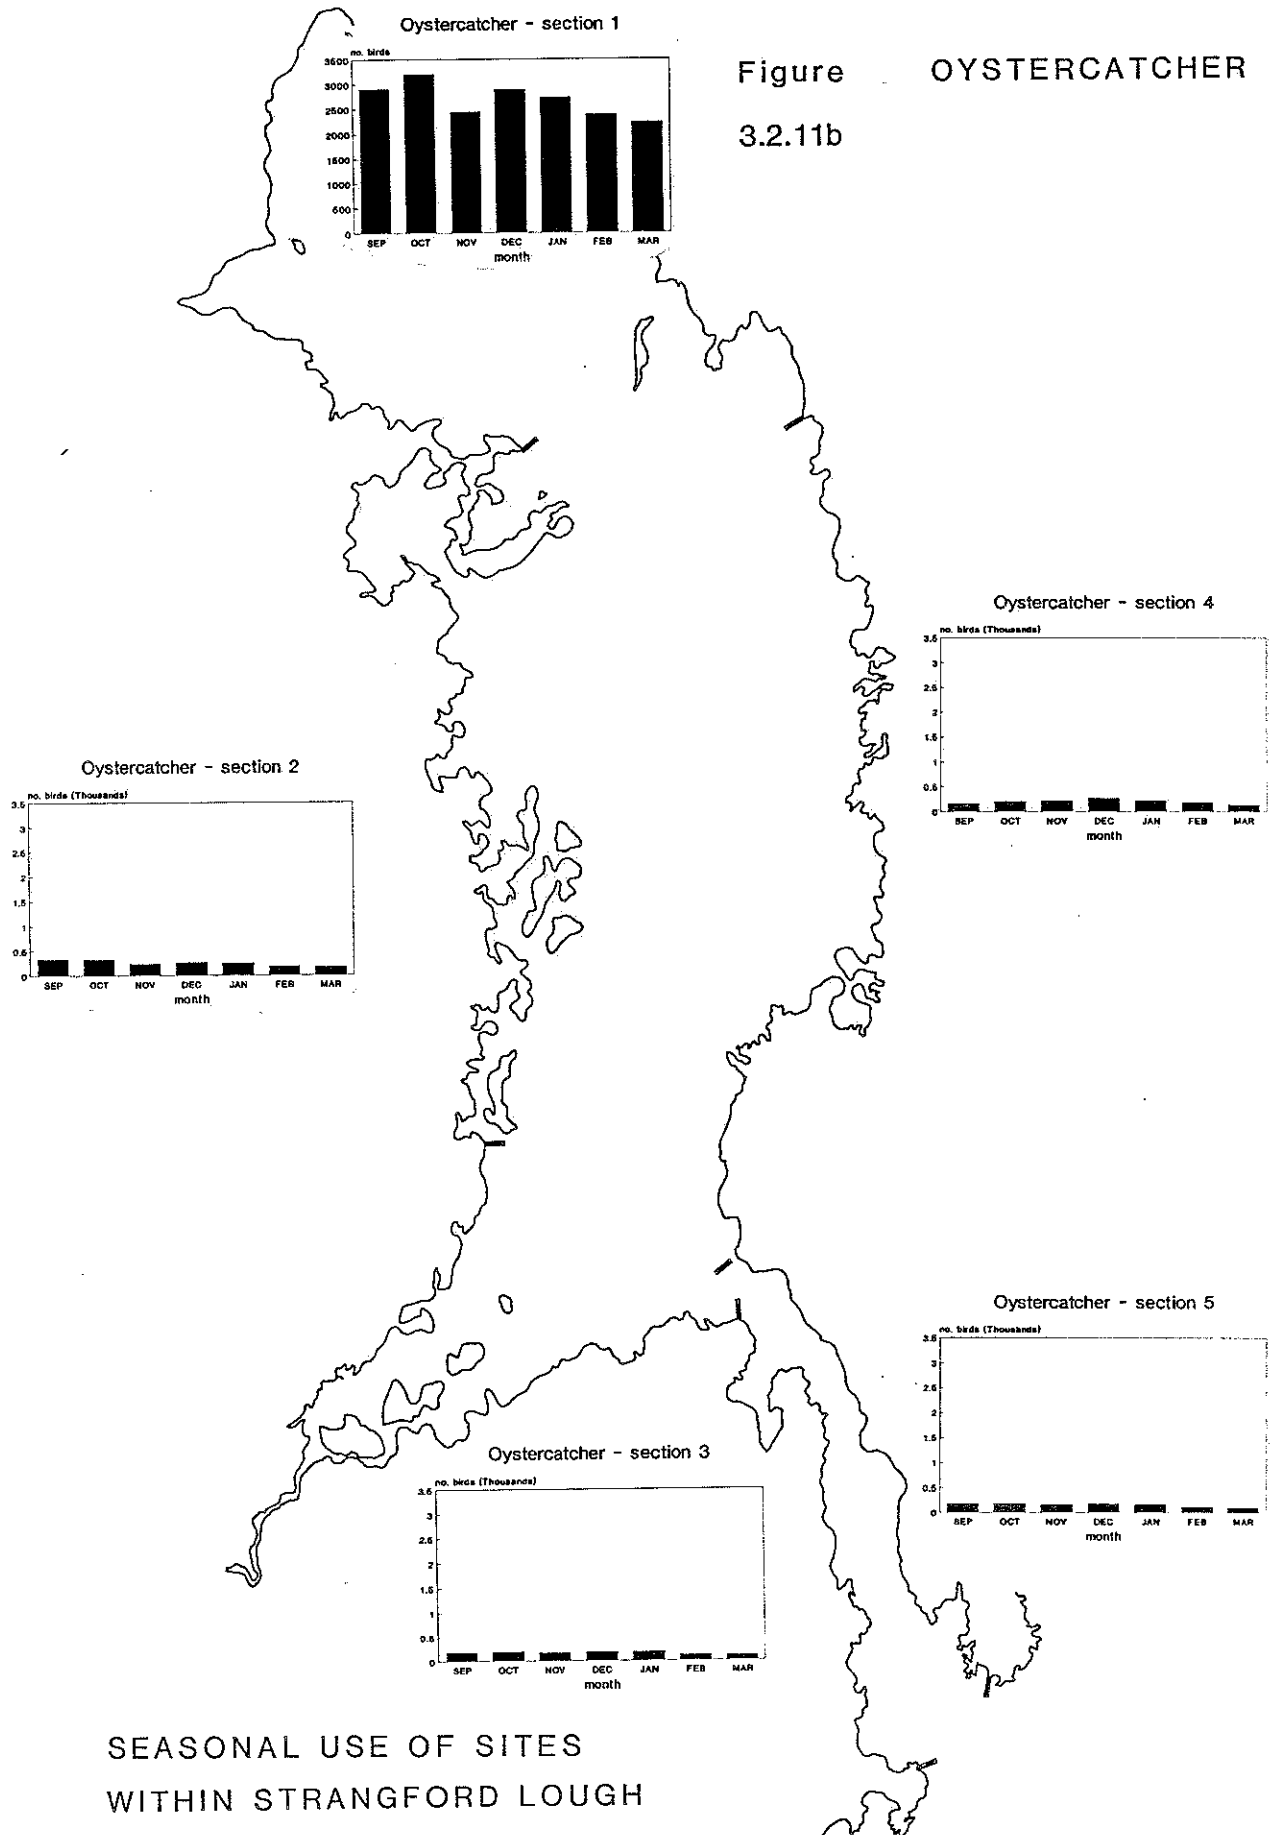 Oystercatcher - section 1
no. birds
3500
3000
2500
2000
1500
1000
500
0
SEP OCT NOV DEC JAN FEB MAR
month
Figure OYSTERCATCHER
3.2.11b
Oystercatcher - section 4
no. birds (Thousands)
3.5
3
2.5
2
1.5
1
0.5
0
SEP OCT NOV DEC JAN FEB MAR
month
Oystercatcher - section 2
no. birds (Thousands)
3.5
3
2.5
2
1.5
1
0.5
0
SEP OCT NOV DEC JAN FEB MAR
month
Oystercatcher - section 5
no. birds (Thousands)
3.5
3
2.5
2
1.5
1
0.5
0
SEP OCT NOV DEC JAN FEB MAR
month
Oystercatcher - section 3
no. birds (Thousands)
3.5
3
2.5
2
1.5
1
0.5
0
SEP OCT NOV DEC JAN FEB MAR
month
SEASONAL USE OF SITES
WITHIN STRANGFORD LOUGH